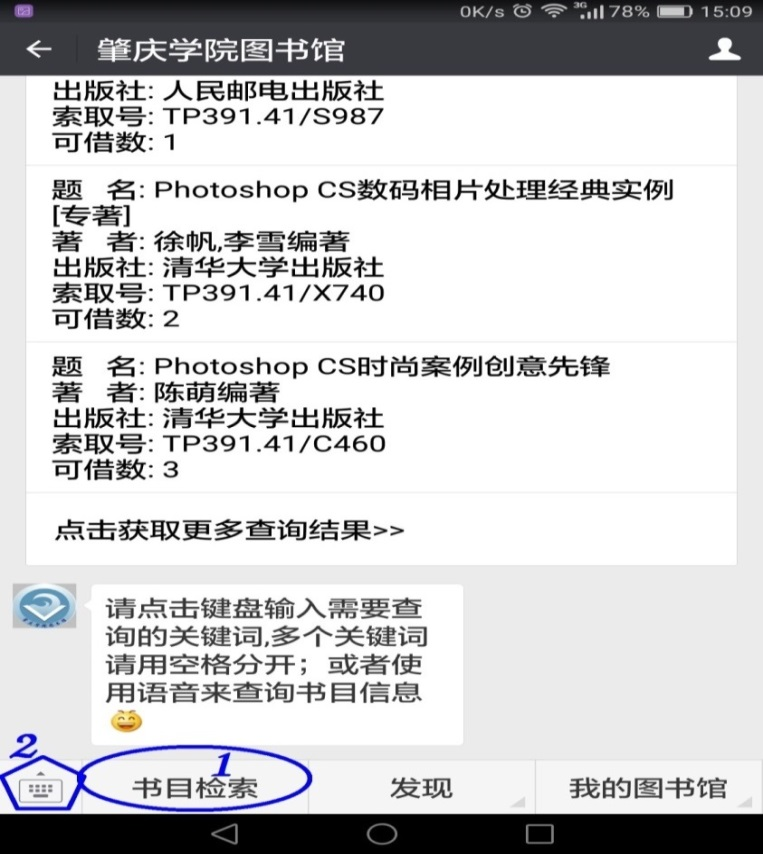 0K/s 3G 78% 15:09
肇庆学院图书馆
出版社: 人民邮电出版社
索取号: TP391.41/S987
可借数: 1
题 名: Photoshop CS数码相片处理经典实例
[专著]
著 者: 徐帆,李雪编著
出版社: 清华大学出版社
索取号: TP391.41/X740
可借数: 2
题 名: Photoshop CS时尚案例创意先锋
著 者: 陈萌编著
出版社: 清华大学出版社
索取号: TP391.41/C460
可借数: 3
点击获取更多查询结果>>
请点击键盘输入需要查
询的关键词,多个关键词
请用空格分开；或者使
用语音来查询书目信息
2
1
书目检索 发现 我的图书馆